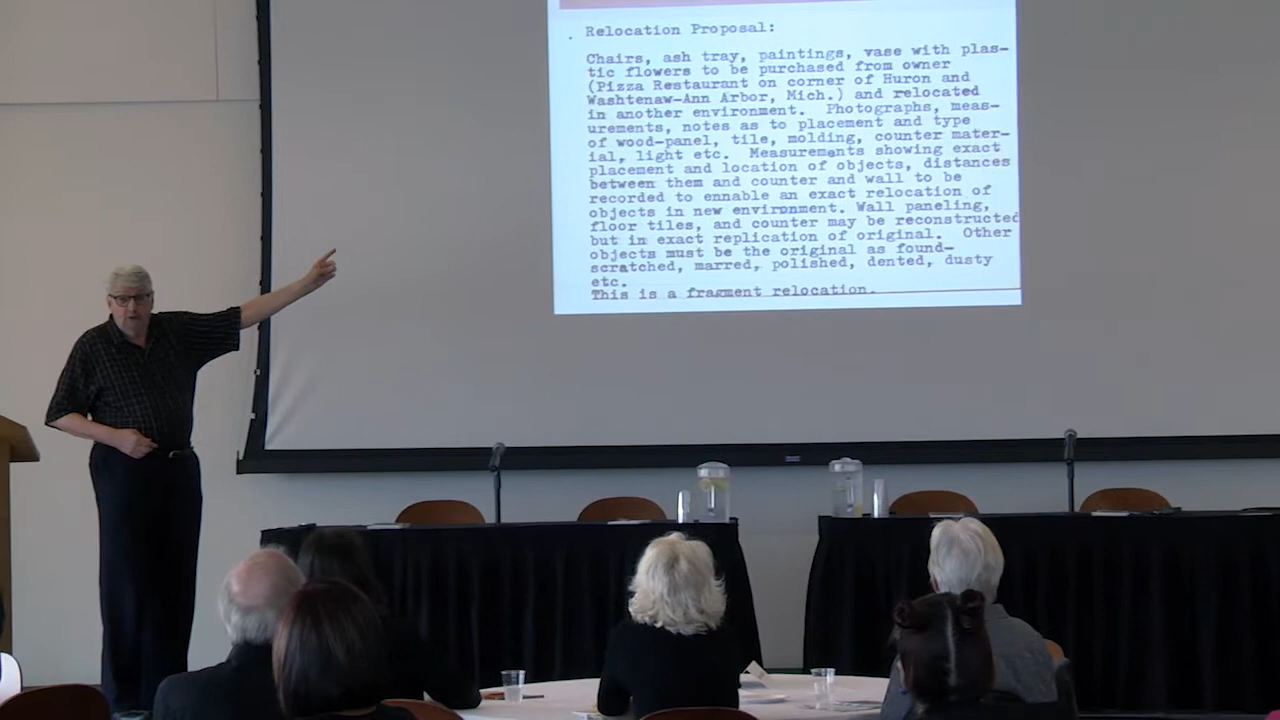 Relocation Proposal:
Chairs, ash tray, paintings, vase with plas-
tic flowers to be purchased from owner
(Pizza Restaurant on corner of Huron and
Washtenaw-Ann Arbor, Mich.) and relocated
in another environment. Photographs, meas-
urements, notes as to placement and type
of wood-panel, tile, molding, counter mater-
ial, light etc. Measurements showing exact
placement and location of objects, distances
between them and counter and wall to be
recorded to ennable an exact relocation of
objects in new environment. Wall paneling,
floor tiles, and counter may be reconstructed
but in exact replication of original. Other
objects must be the original as found-
scratched, marred, polished, dented, dusty
etc.
This is a fragment relocation.